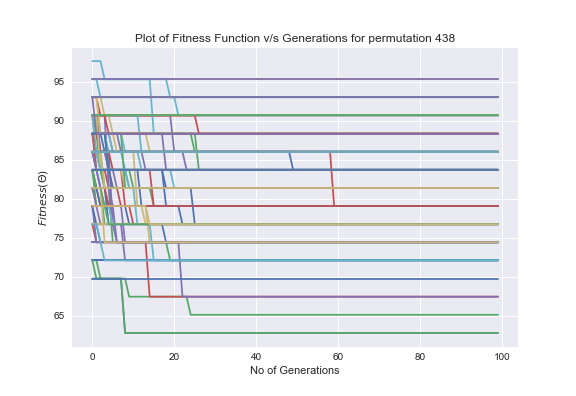 Plot of Fitness Function v/s Generations for permutation 438
95
90
85
80
75
70
65
Fitness(Θ)
0 20 40 60 80 100
No of Generations